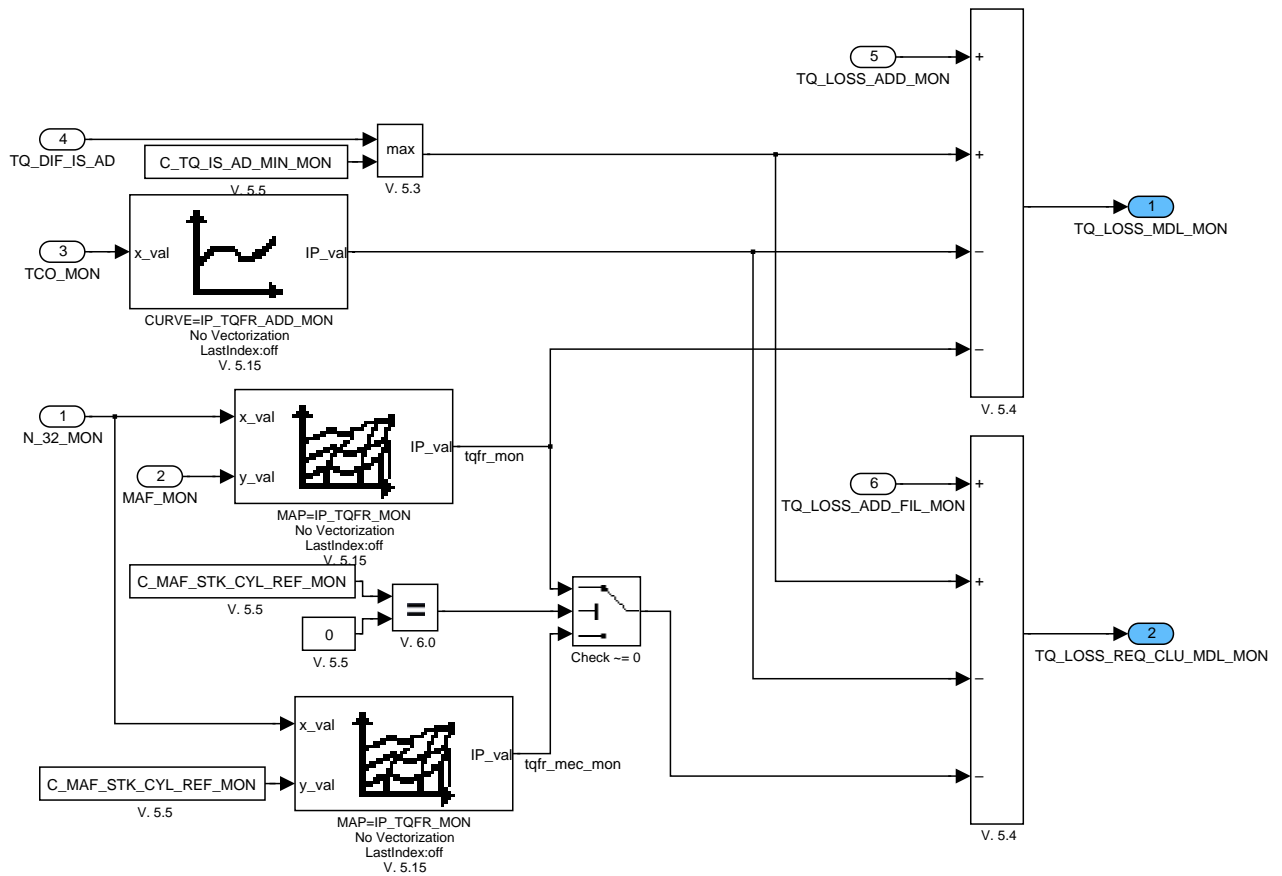 5
+
TQ_LOSS_ADD_MON
4
TQ_DIF_IS_AD
C_TQ_IS_AD_MIN_MON
V. 5.5
max
V. 5.3
+
1
TQ_LOSS_MDL_MON
3
TCO_MON
x_val
IP_val
CURVE=IP_TQFR_ADD_MON
No Vectorization
LastIndex:off
V. 5.15
−
−
V. 5.4
1
N_32_MON
2
MAF_MON
x_val
y_val
IP_val
tqfr_mon
MAP=IP_TQFR_MON
No Vectorization
LastIndex:off
V. 5.15
6
+
TQ_LOSS_ADD_FIL_MON
C_MAF_STK_CYL_REF_MON
V. 5.5
0
V. 5.5
=
V. 6.0
Check ~= 0
+
2
TQ_LOSS_REQ_CLU_MDL_MON
−
C_MAF_STK_CYL_REF_MON
V. 5.5
x_val
y_val
IP_val
tqfr_mec_mon
MAP=IP_TQFR_MON
No Vectorization
LastIndex:off
V. 5.15
−
V. 5.4